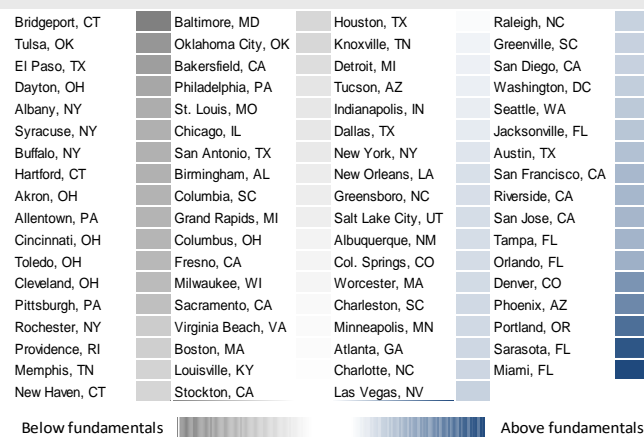 Bridgeport, CT
Tulsa, OK
El Paso, TX
Dayton, OH
Albany, NY
Syracuse, NY
Buffalo, NY
Hartford, CT
Akron, OH
Allentown, PA
Cincinnati, OH
Toledo, OH
Cleveland, OH
Pittsburgh, PA
Rochester, NY
Providence, RI
Memphis, TN
New Haven, CT
Baltimore, MD
Oklahoma City, OK
Bakersfield, CA
Philadelphia, PA
St. Louis, MO
Chicago, IL
San Antonio, TX
Birmingham, AL
Columbia, SC
Grand Rapids, MI
Columbus, OH
Fresno, CA
Milwaukee, WI
Sacramento, CA
Virginia Beach, VA
Boston, MA
Louisville, KY
Stockton, CA
Houston, TX
Knoxville, TN
Detroit, MI
Tucson, AZ
Indianapolis, IN
Dallas, TX
New York, NY
New Orleans, LA
Greensboro, NC
Salt Lake City, UT
Albuquerque, NM
Col. Springs, CO
Worcester, MA
Charleston, SC
Minneapolis, MN
Atlanta, GA
Charlotte, NC
Las Vegas, NV
Raleigh, NC
Greenville, SC
San Diego, CA
Washington, DC
Seattle, WA
Jacksonville, FL
Austin, TX
San Francisco, CA
Riverside, CA
San Jose, CA
Tampa, FL
Orlando, FL
Denver, CO
Phoenix, AZ
Portland, OR
Sarasota, FL
Miami, FL
Below fundamentals
Above fundamentals